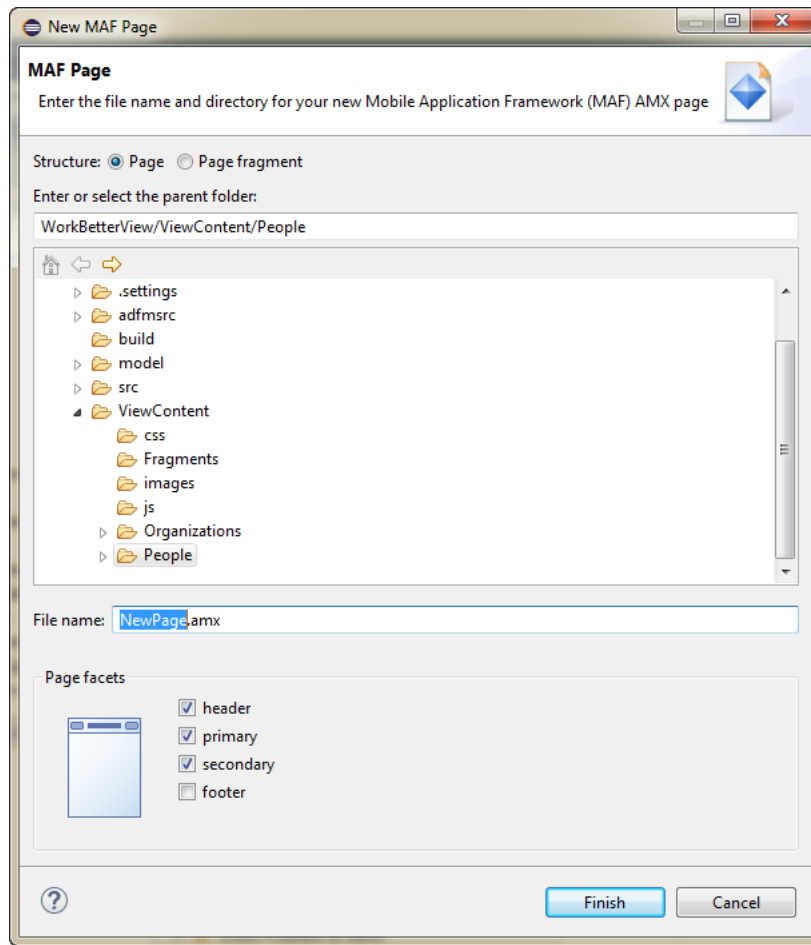 New MAF Page
MAF Page
Enter the file name and directory for your new Mobile Application Framework (MAF) AMX page
Structure: Page Page fragment
Enter or select the parent folder:
WorkBetterView/ViewContent/People
.settings
adfmsrc
build
model
src
ViewContent
css
Fragments
images
js
Organizations
People
File name: NewPage.amx
Page facets
header
primary
secondary
footer
?
Finish Cancel